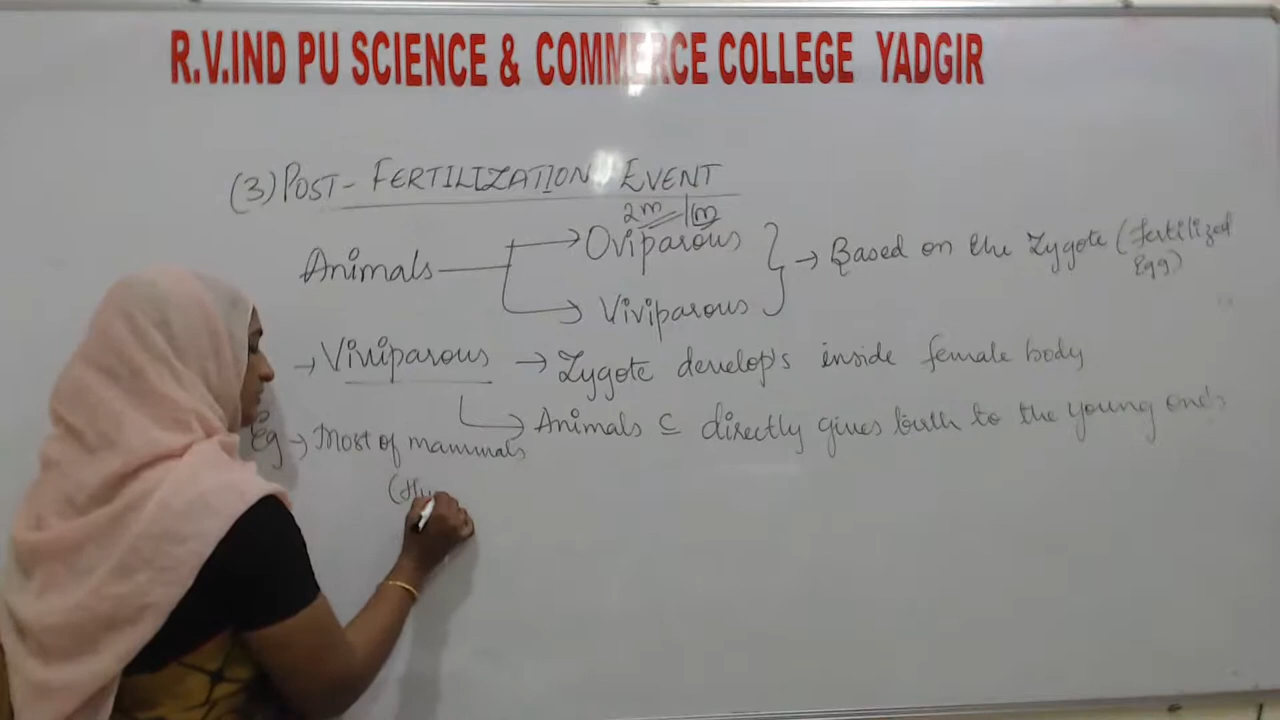 R.V.IND PU SCIENCE & COMMERCE COLLEGE YADGIR
(3) POST - FERTILIZATION EVENT
2m 1m
Animals → Oviparous → Based on the Zygote (fertilized Egg)
→ Viviparous
→ Viviparous → Zygote develop's inside female body
→ Animals ⊆ directly gives birth to the young one's
Eg → Most of mammals
(Hu